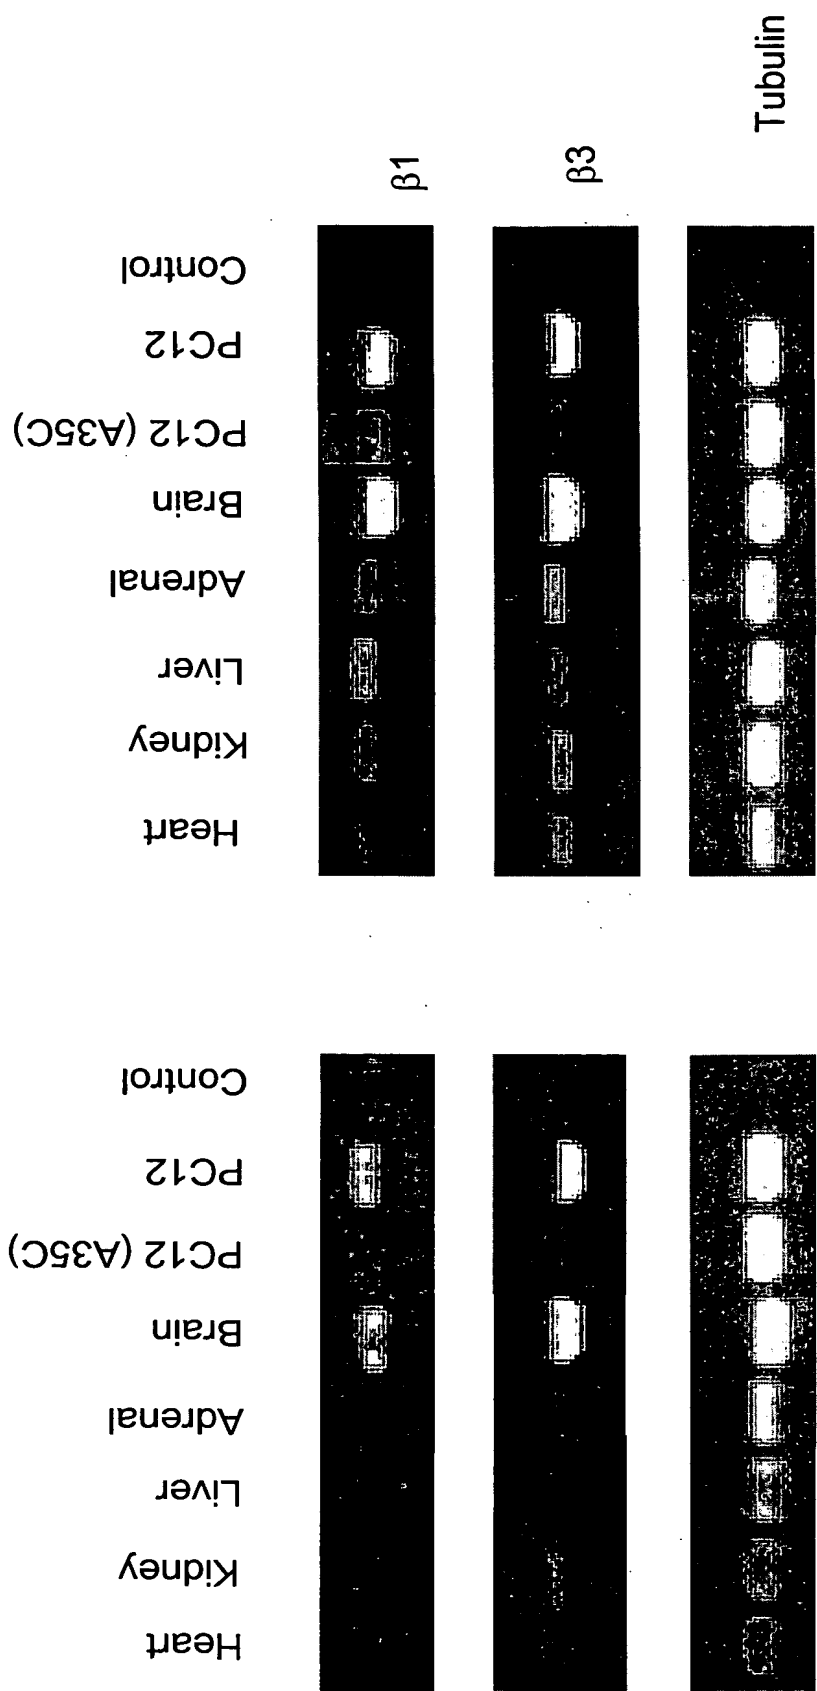 Tubulin
β1
β3
Control
PC12
PC12 (A35C)
Brain
Adrenal
Liver
Kidney
Heart
Control
PC12
PC12 (A35C)
Brain
Adrenal
Liver
Kidney
Heart